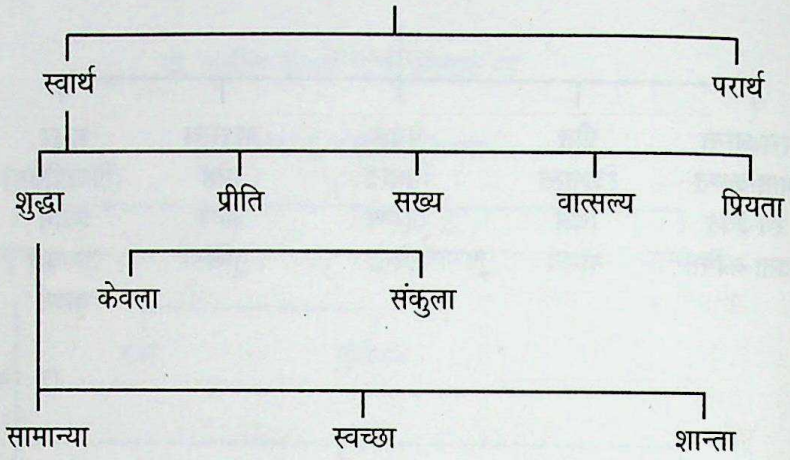 स्वार्थ परार्थ
शुद्धा प्रीति सख्य वात्सल्य प्रियता
केवला संकुला
सामान्या स्वच्छा शान्ता